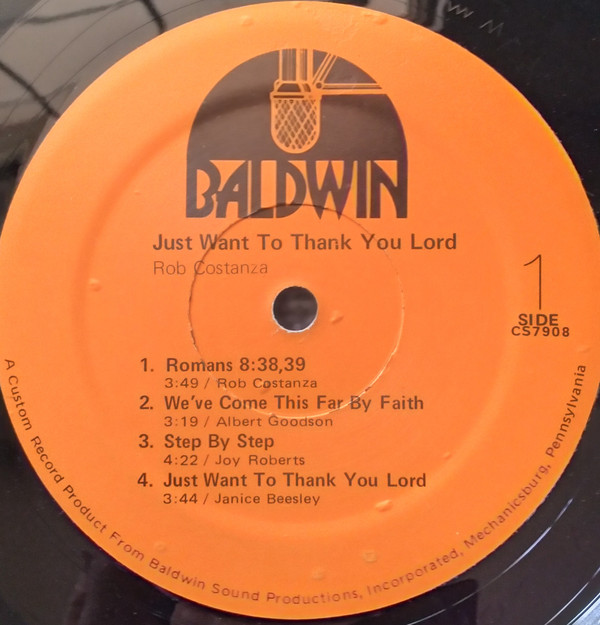 BALDWIN
Just Want To Thank You Lord
Rob Costanza
1
SIDE
CS7908
1. Romans 8:38,39
3:49 / Rob Costanza
2. We've Come This Far By Faith
3:19 / Albert Goodson
3. Step By Step
4:22 / Joy Roberts
4. Just Want To Thank You Lord
3:44 / Janice Beesley
A Custom Record Product From Baldwin Sound Productions, Incorporated, Mechanicsburg, Pennsylvania